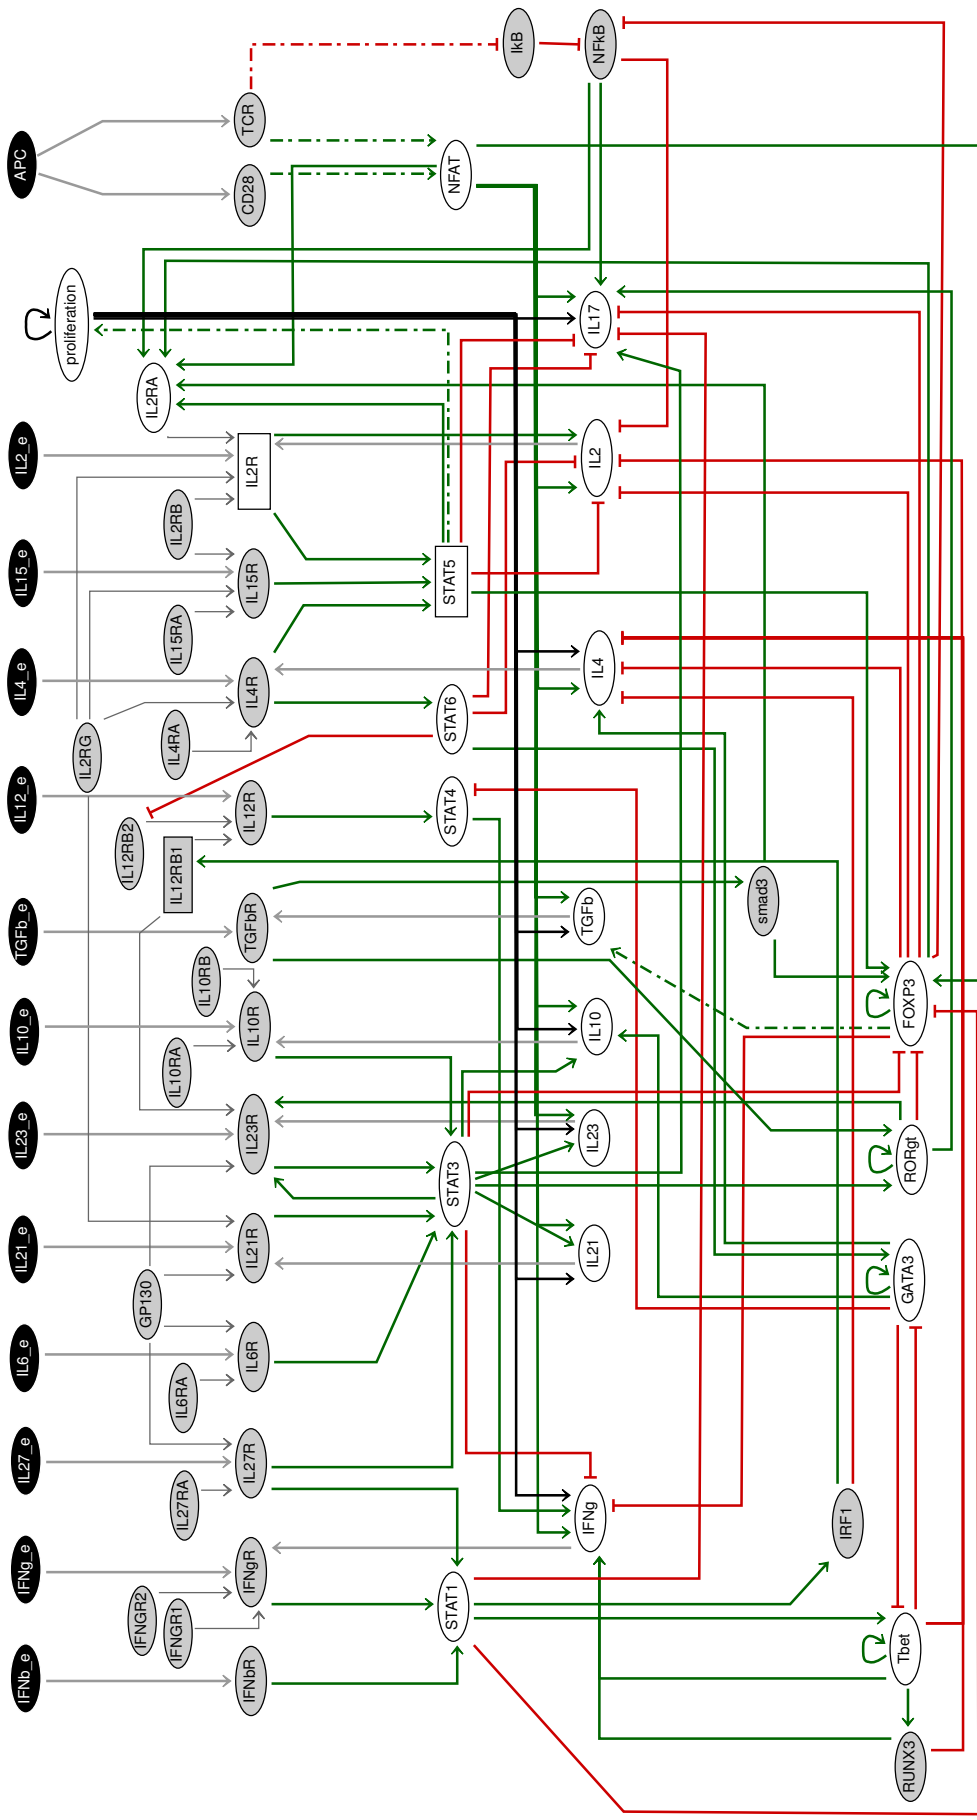 IFNb_e
IFNg_e
IL27_e
IL6_e
IL21_e
IL23_e
IL10_e
TGFb_e
IL12_e
IL4_e
IL15_e
IL2_e
APC
proliferation
IL2RG
IFNGR2
IFNGR1
IL27RA
IL6RA
GP130
IL10RA
IL10RB
IL12RB1
IL12RB2
IL4RA
IL15RA
IL2RB
IL2RA
IFNbR
IFNgR
IL27R
IL6R
IL21R
IL23R
IL10R
TGFbR
IL12R
IL4R
IL15R
IL2R
CD28
TCR
STAT1
STAT3
STAT4
STAT6
STAT5
NFAT
IkB
IFNg
IL21
IL23
IL10
TGFb
IL4
IL2
IL17
NFkB
smad3
IRF1
RUNX3
Tbet
GATA3
RORgt
FOXP3